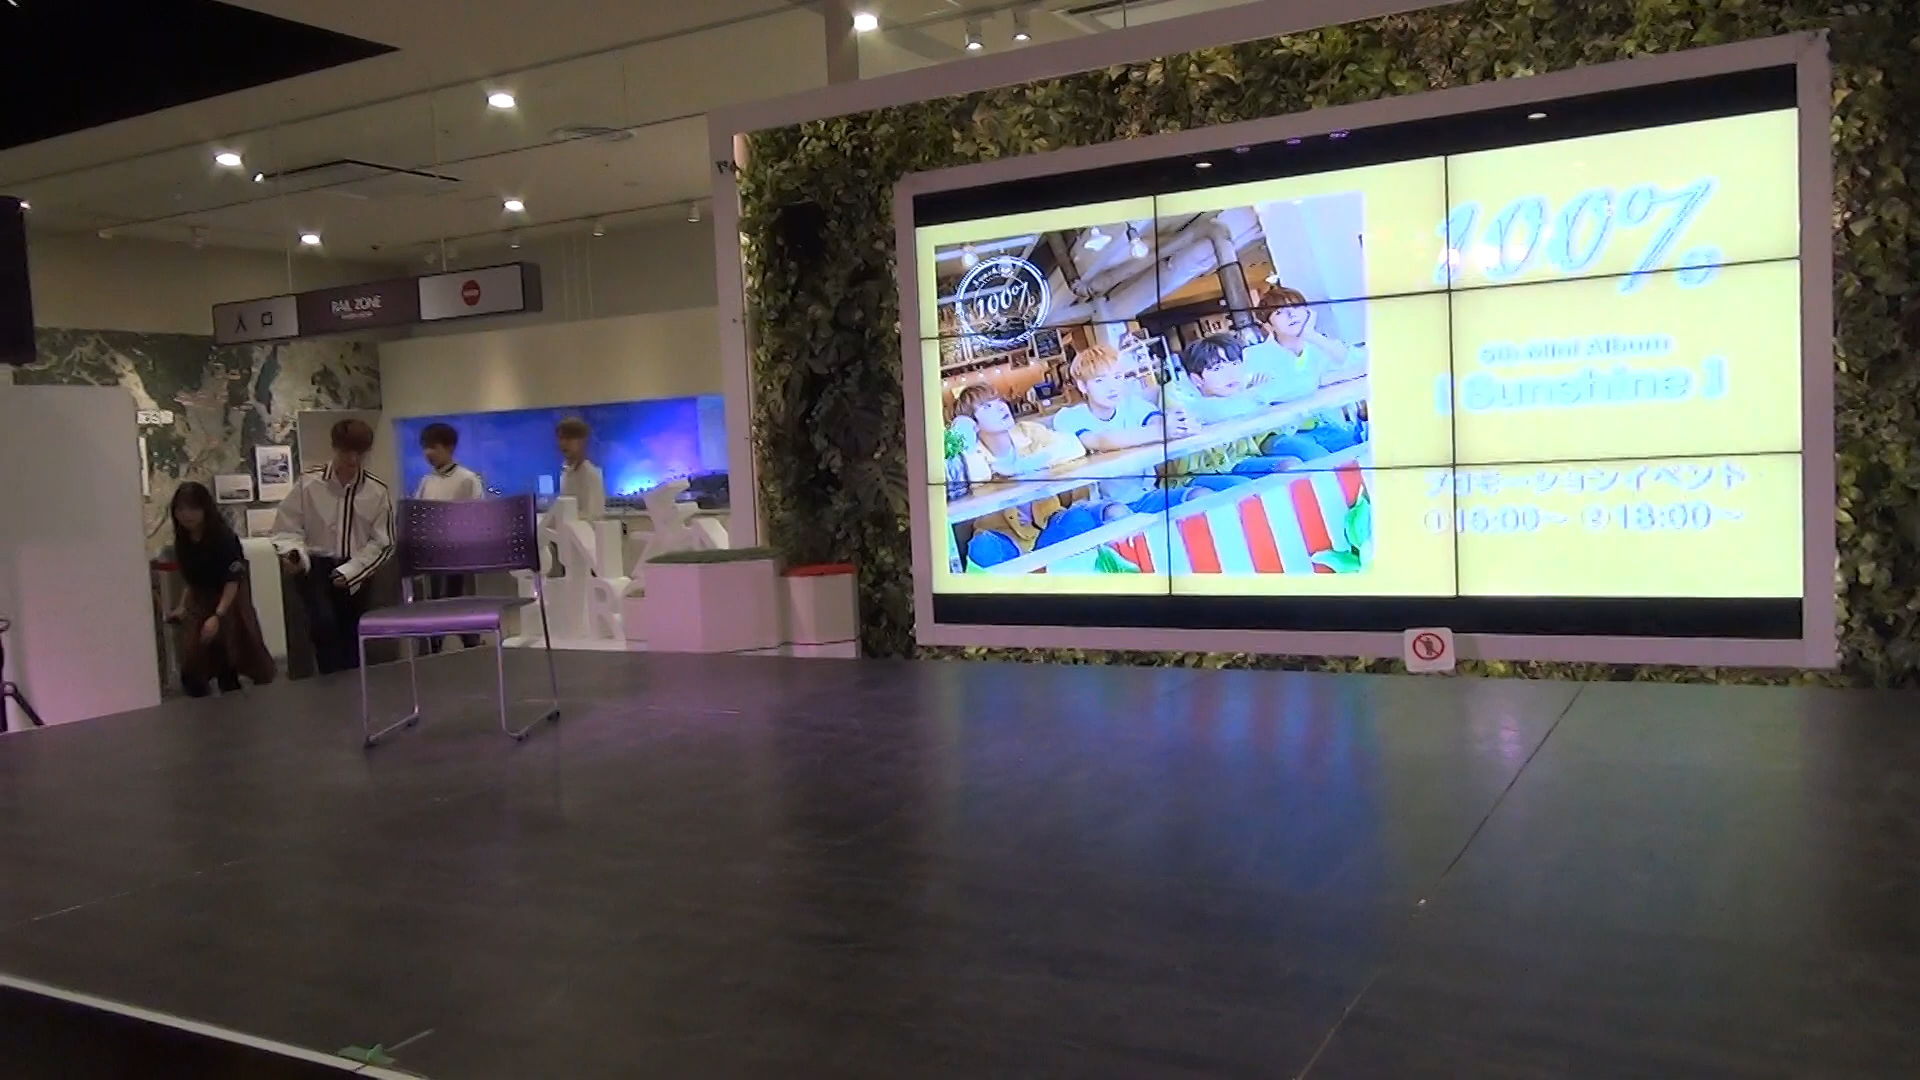 入口
RAIL ZONE
100%
100%
5th Mini Album
[ Sunshine ]
プロモーションイベント
①15:00~ ②18:00~